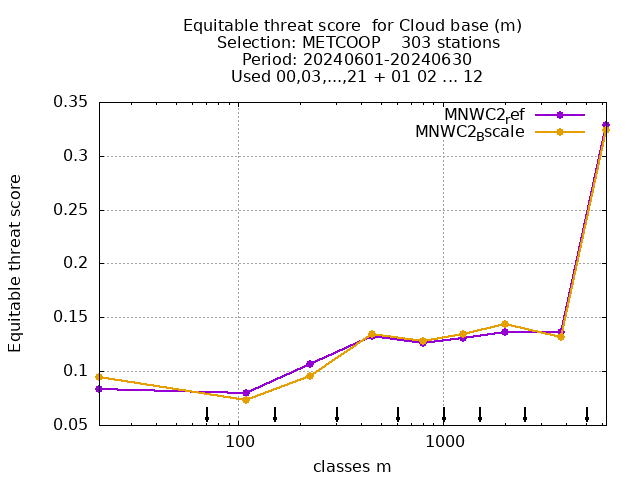 Equitable threat score  for Cloud base (m)
Selection: METCOOP    303 stations
Period: 20240601-20240630
Used 00,03,...,21 + 01 02 ... 12
MNWC2ref
MNWC2Bscale
0.35
0.3
0.25
0.2
0.15
0.1
0.05
Equitable threat score
100
1000
classes m